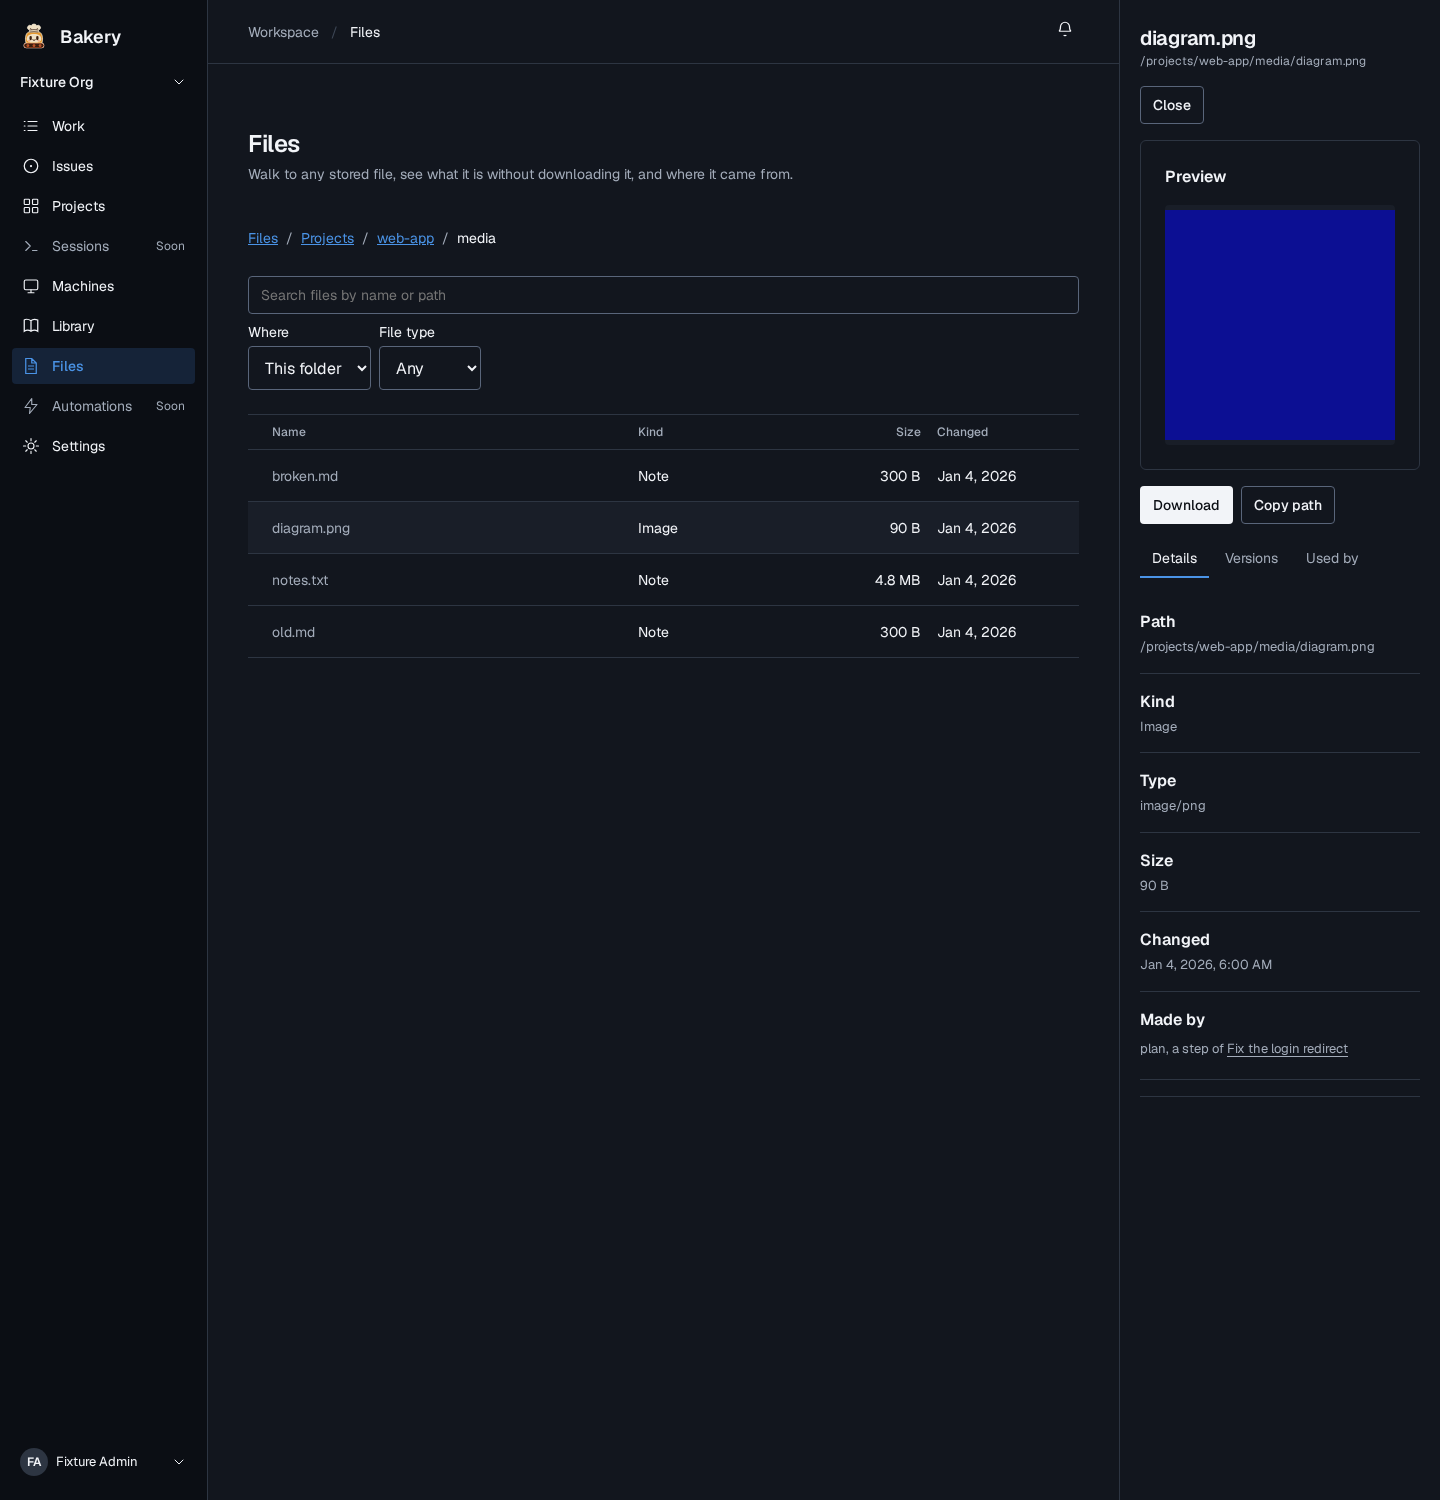 Bakery
Fixture Org
Work
Issues
Projects
Sessions Soon
Machines
Library
Files
Automations Soon
Settings
FA Fixture Admin
Workspace / Files
Files
Walk to any stored file, see what it is without downloading it, and where it came from.
Files / Projects / web-app / media
Search files by name or path
Where File type
This folder Any
Name Kind Size Changed
broken.md Note 300 B Jan 4, 2026
diagram.png Image 90 B Jan 4, 2026
notes.txt Note 4.8 MB Jan 4, 2026
old.md Note 300 B Jan 4, 2026
diagram.png
/projects/web-app/media/diagram.png
Close
Preview
Download Copy path
Details Versions Used by
Path
/projects/web-app/media/diagram.png
Kind
Image
Type
image/png
Size
90 B
Changed
Jan 4, 2026, 6:00 AM
Made by
plan, a step of Fix the login redirect